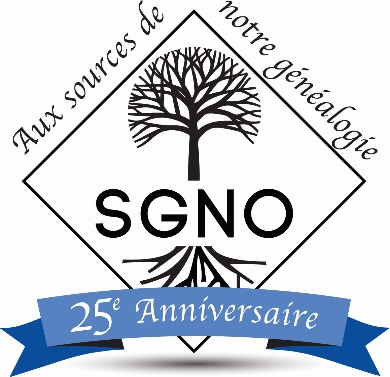 Aux sources de
notre généalogie
SGNO
25e Anniversaire